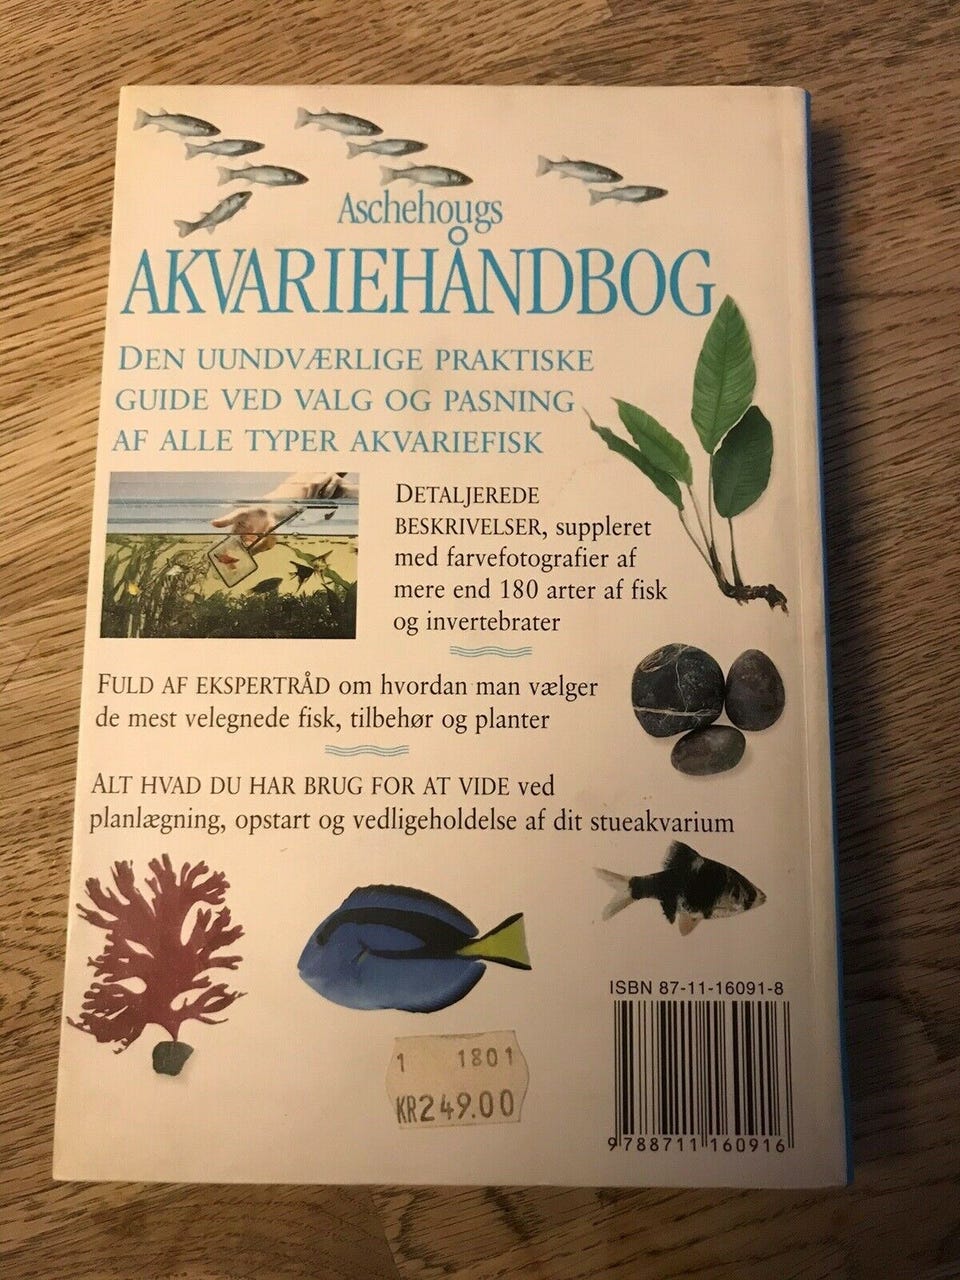 Aschehougs
AKVARIEHÅNDBOG
DEN UUNDVÆRLIGE PRAKTISKE
GUIDE VED VALG OG PASNING
AF ALLE TYPER AKVARIEFISK
DETALJEREDE
BESKRIVELSER, suppleret
med farvefotografier af
mere end 180 arter af fisk
og invertebrater
FULD AF EKSPERTRÅD om hvordan man vælger
de mest velegnede fisk, tilbehør og planter
ALT HVAD DU HAR BRUG FOR AT VIDE ved
planlægning, opstart og vedligeholdelse af dit stueakvarium
ISBN 87-11-16091-8
1 1801
KR249.00
9 788711 160916